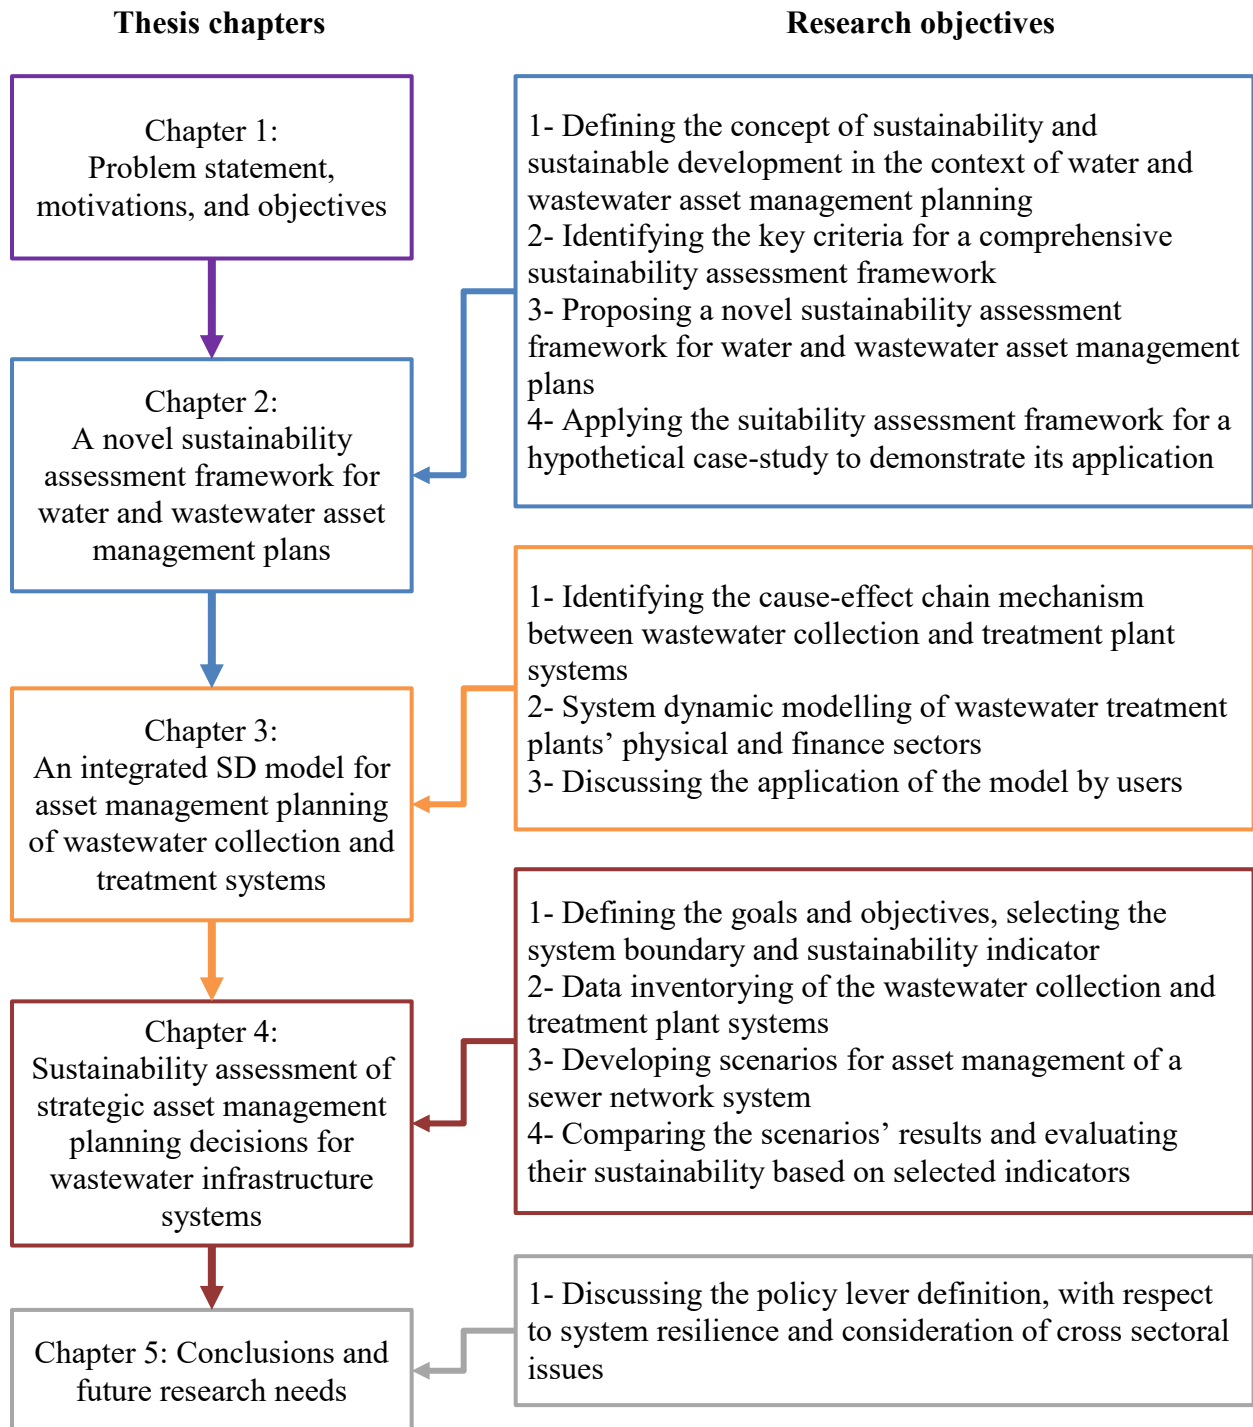 Thesis chapters
Research objectives
Chapter 1:
Problem statement,
motivations, and objectives
1- Defining the concept of sustainability and
sustainable development in the context of water and
wastewater asset management planning
2- Identifying the key criteria for a comprehensive
sustainability assessment framework
3- Proposing a novel sustainability assessment
framework for water and wastewater asset management
plans
4- Applying the suitability assessment framework for a
hypothetical case-study to demonstrate its application
Chapter 2:
A novel sustainability
assessment framework for
water and wastewater asset
management plans
1- Identifying the cause-effect chain mechanism
between wastewater collection and treatment plant
systems
2- System dynamic modelling of wastewater treatment
plants’ physical and finance sectors
3- Discussing the application of the model by users
Chapter 3:
An integrated SD model for
asset management planning
of wastewater collection and
treatment systems
1- Defining the goals and objectives, selecting the
system boundary and sustainability indicator
2- Data inventorying of the wastewater collection and
treatment plant systems
3- Developing scenarios for asset management of a
sewer network system
4- Comparing the scenarios’ results and evaluating
their sustainability based on selected indicators
Chapter 4:
Sustainability assessment of
strategic asset management
planning decisions for
wastewater infrastructure
systems
1- Discussing the policy lever definition, with respect
to system resilience and consideration of cross sectoral
issues
Chapter 5: Conclusions and
future research needs